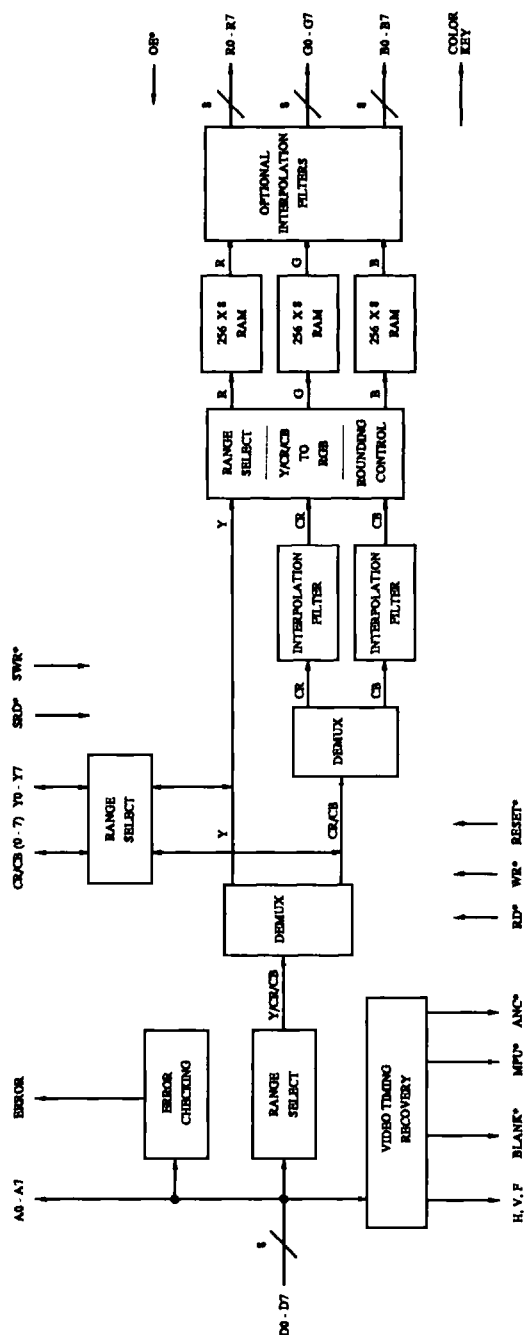 OE*
R0 - R7
G0 - G7
B0 - B7
COLOR
KEY
8
8
8
OPTIONAL
INTERPOLATION
FILTERS
R
G
B
256 X 8
RAM
256 X 8
RAM
256 X 8
RAM
R
G
B
RANGE
SELECT
Y/CR/CB
TO
RGB
ROUNDING
CONTROL
Y
CR
CB
INTERPOLATION
FILTER
INTERPOLATION
FILTER
CR
CB
DEMUX
CR/CB
Y
SWR*
SRD*
Y0 - Y7
CR/CB (0 - 7)
RANGE
SELECT
RESET*
WR*
RD*
DEMUX
Y/CR/CB
ERROR
A0 - A7
ERROR
CHECKING
RANGE
SELECT
VIDEO TIMING
RECOVERY
ANC*
MPU*
BLANK*
H, V, F
8
D0 - D7